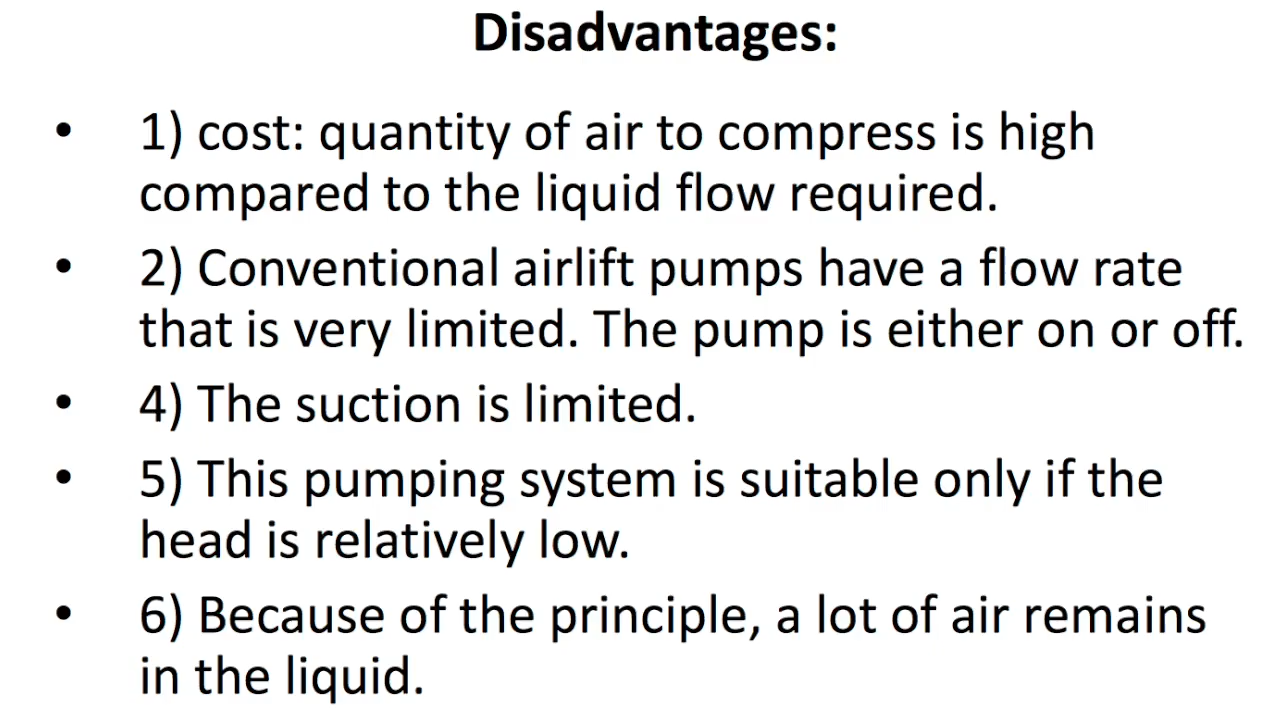 Disadvantages:
• 1) cost: quantity of air to compress is high
compared to the liquid flow required.
• 2) Conventional airlift pumps have a flow rate
that is very limited. The pump is either on or off.
• 4) The suction is limited.
• 5) This pumping system is suitable only if the
head is relatively low.
• 6) Because of the principle, a lot of air remains
in the liquid.